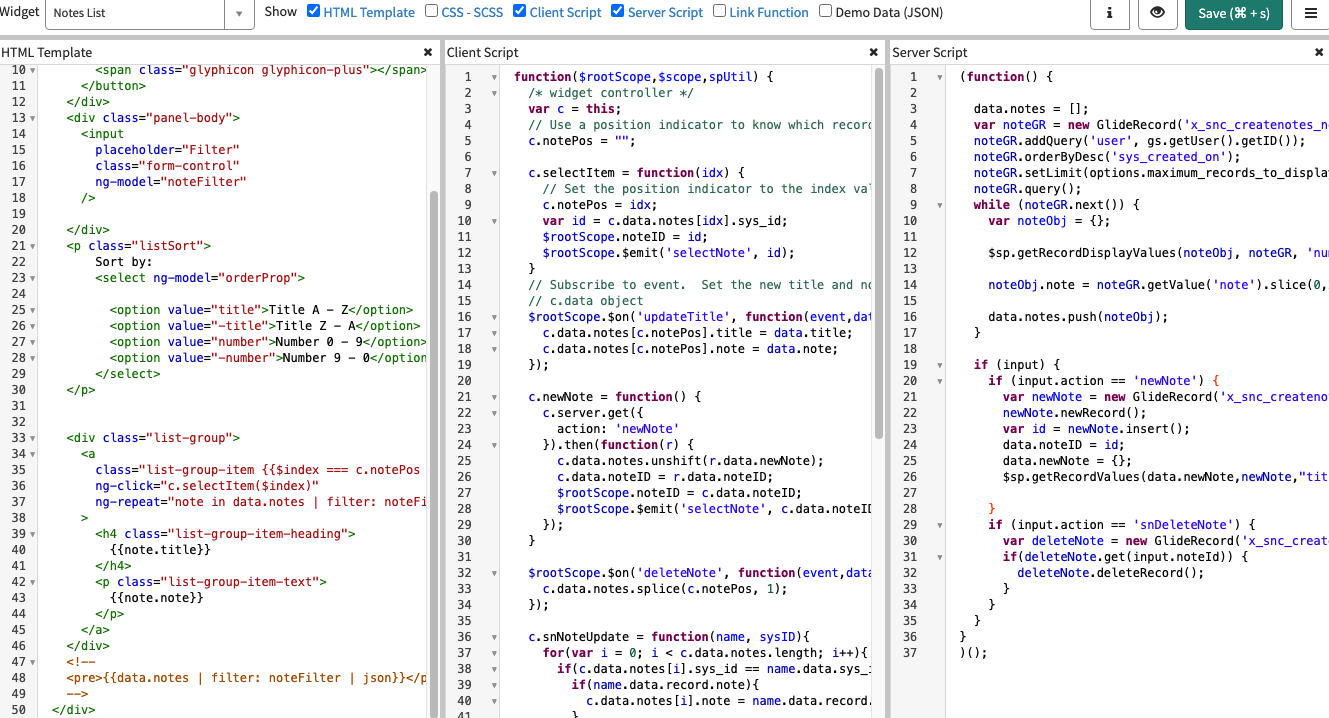 Widget Notes List Show HTML Template CSS - SCSS Client Script Server Script Link Function Demo Data (JSON) Save (⌘ + s)
HTML Template
10 <span class="glyphicon glyphicon-plus"></span>
11 </button>
12 </div>
13 <div class="panel-body">
14 <input
15 placeholder="Filter"
16 class="form-control"
17 ng-model="noteFilter"
18 />
19
20 </div>
21 <p class="listSort">
22 Sort by:
23 <select ng-model="orderProp">
24
25 <option value="title">Title A - Z</option>
26 <option value="-title">Title Z - A</option>
27 <option value="number">Number 0 - 9</option
28 <option value="-number">Number 9 - 0</option
29 </select>
30 </p>
31
32
33 <div class="list-group">
34 <a
35 class="list-group-item {{$index === c.notePos
36 ng-click="c.selectItem($index)"
37 ng-repeat="note in data.notes | filter: noteFi
38 >
39 <h4 class="list-group-item-heading">
40 {{note.title}}
41 </h4>
42 <p class="list-group-item-text">
43 {{note.note}}
44 </p>
45 </a>
46 </div>
47 <!--
48 <pre>{{data.notes | filter: noteFilter | json}}</p
49 -->
50 </div>
Client Script
1 function($rootScope,$scope,spUtil) {
2 /* widget controller */
3 var c = this;
4 // Use a position indicator to know which recor
5 c.notePos = "";
6
7 c.selectItem = function(idx) {
8 // Set the position indicator to the index val
9 c.notePos = idx;
10 var id = c.data.notes[idx].sys_id;
11 $rootScope.noteID = id;
12 $rootScope.$emit('selectNote', id);
13 }
14 // Subscribe to event.  Set the new title and no
15 // c.data object
16 $rootScope.$on('updateTitle', function(event,dat
17 c.data.notes[c.notePos].title = data.title;
18 c.data.notes[c.notePos].note = data.note;
19 });
20
21 c.newNote = function() {
22 c.server.get({
23 action: 'newNote'
24 }).then(function(r) {
25 c.data.notes.unshift(r.data.newNote);
26 c.data.noteID = r.data.noteID;
27 $rootScope.noteID = c.data.noteID;
28 $rootScope.$emit('selectNote', c.data.noteID
29 });
30 }
31
32 $rootScope.$on('deleteNote', function(event,data
33 c.data.notes.splice(c.notePos, 1);
34 });
35
36 c.snNoteUpdate = function(name, sysID){
37 for(var i = 0; i < c.data.notes.length; i++){
38 if(c.data.notes[i].sys_id == name.data.sys_i
39 if(name.data.record.note){
40 c.data.notes[i].note = name.data.record.
41 }
Server Script
1 (function() {
2
3 data.notes = [];
4 var noteGR = new GlideRecord('x_snc_createnotes_n
5 noteGR.addQuery('user', gs.getUser().getID());
6 noteGR.orderByDesc('sys_created_on');
7 noteGR.setLimit(options.maximum_records_to_displa
8 noteGR.query();
9 while (noteGR.next()) {
10 var noteObj = {};
11
12 $sp.getRecordDisplayValues(noteObj, noteGR, 'nu
13
14 noteObj.note = noteGR.getValue('note').slice(0,
15
16 data.notes.push(noteObj);
17 }
18
19 if (input) {
20 if (input.action == 'newNote') {
21 var newNote = new GlideRecord('x_snc_createno
22 newNote.newRecord();
23 var id = newNote.insert();
24 data.noteID = id;
25 data.newNote = {};
26 $sp.getRecordValues(data.newNote,newNote,"tit
27
28 }
29 if (input.action == 'snDeleteNote') {
30 var deleteNote = new GlideRecord('x_snc_creat
31 if(deleteNote.get(input.noteId)) {
32 deleteNote.deleteRecord();
33 }
34 }
35 }
36 }
37 )();